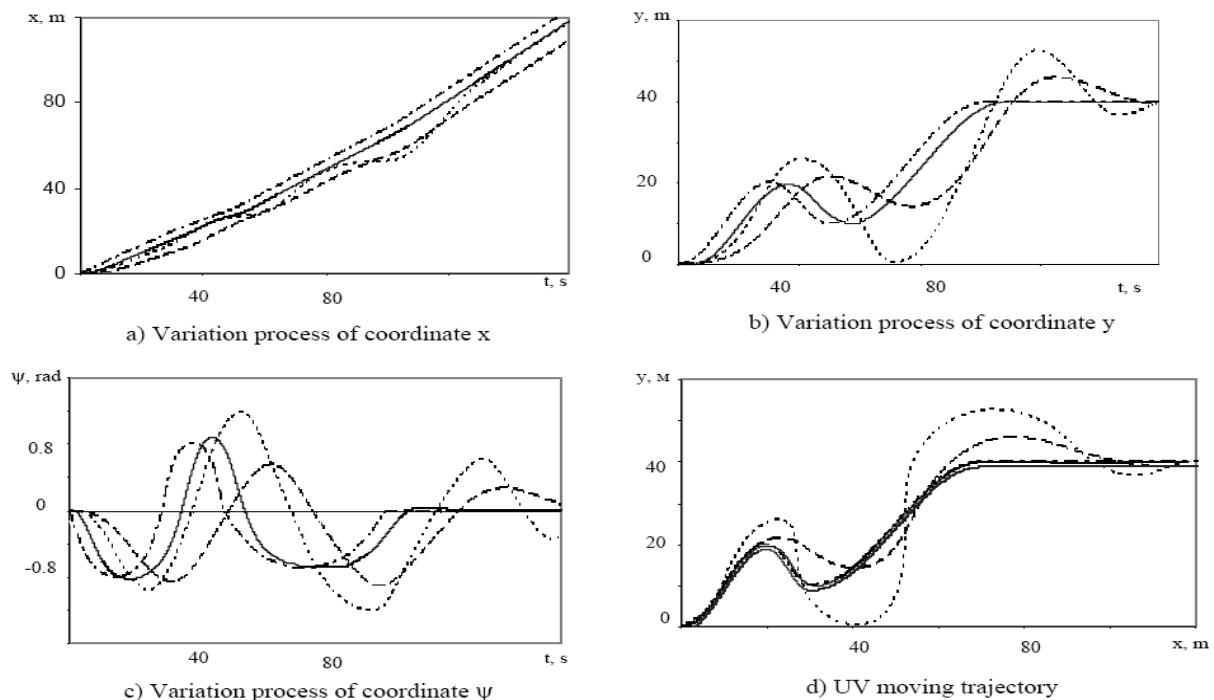 x, m
80
40
0
40
80
t, s
a) Variation process of coordinate x
y, m
40
20
0
80
t, s
b) Variation process of coordinate y
ψ, rad
0.8
0
-0.8
40
80
t, s
c) Variation process of coordinate ψ
y, м
40
20
0
40
80
x, m
d) UV moving trajectory